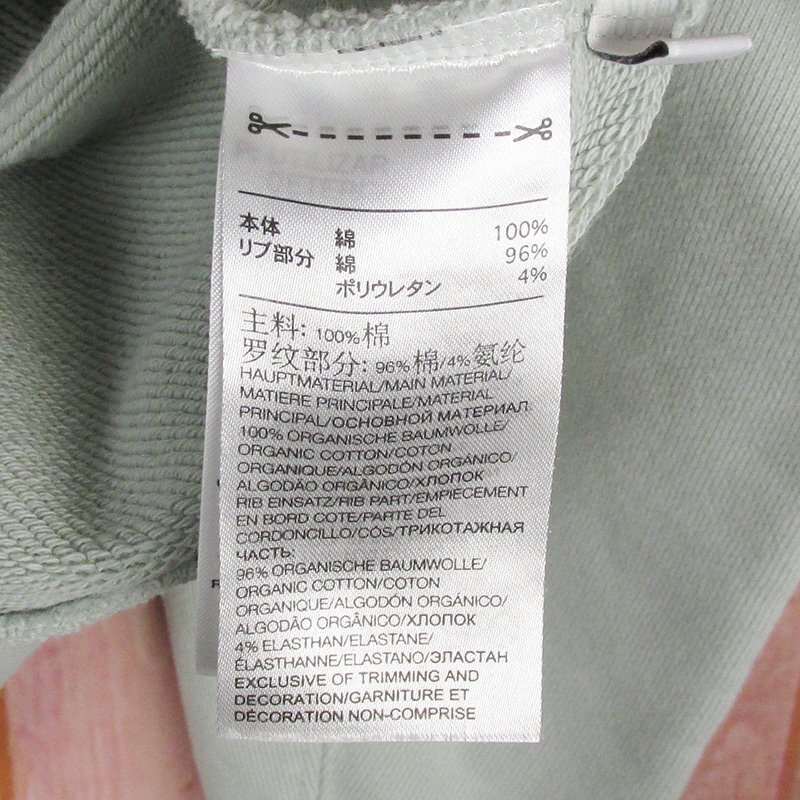 本体 綿 100%
リブ部分 綿 96%
ポリウレタン 4%
主料: 100%棉
罗纹部分: 96%棉/4%氨纶
HAUPTMATERIAL/MAIN MATERIAL/
MATIERE PRINCIPALE/MATERIAL
PRINCIPAL/ОСНОВНОЙ МАТЕРИАЛ.
100% ORGANISCHE BAUMWOLLE/
ORGANIC COTTON/COTON
ORGANIQUE/ALGODÓN ORGÁNICO/
ALGODÃO ORGÂNICO/ХЛОПОК
RIB EINSATZ/RIB PART/EMPIECEMENT
EN BORD COTE/PARTE DEL
CORDONCILLO/CÓS/ТРИКОТАЖНАЯ
ЧАСТЬ:
96% ORGANISCHE BAUMWOLLE/
ORGANIC COTTON/COTON
ORGANIQUE/ALGODÓN ORGÁNICO/
ALGODÃO ORGÂNICO/ХЛОПОК
4% ELASTHAN/ELASTANE/
ÉLASTHANNE/ELASTANO/ЭЛАСТАН
EXCLUSIVE OF TRIMMING AND
DECORATION/GARNITURE ET
DÉCORATION NON-COMPRISE